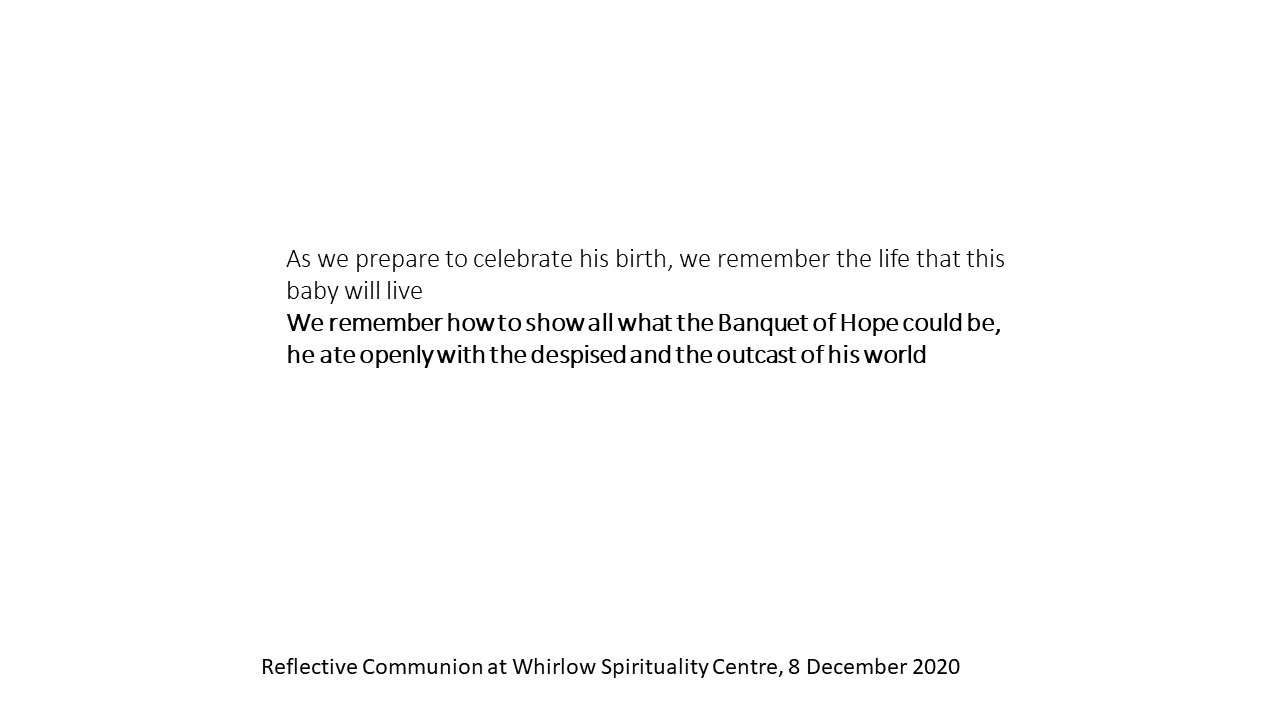 As we prepare to celebrate his birth, we remember the life that this
baby will live
We remember how to show all what the Banquet of Hope could be,
he ate openly with the despised and the outcast of his world
Reflective Communion at Whirlow Spirituality Centre, 8 December 2020